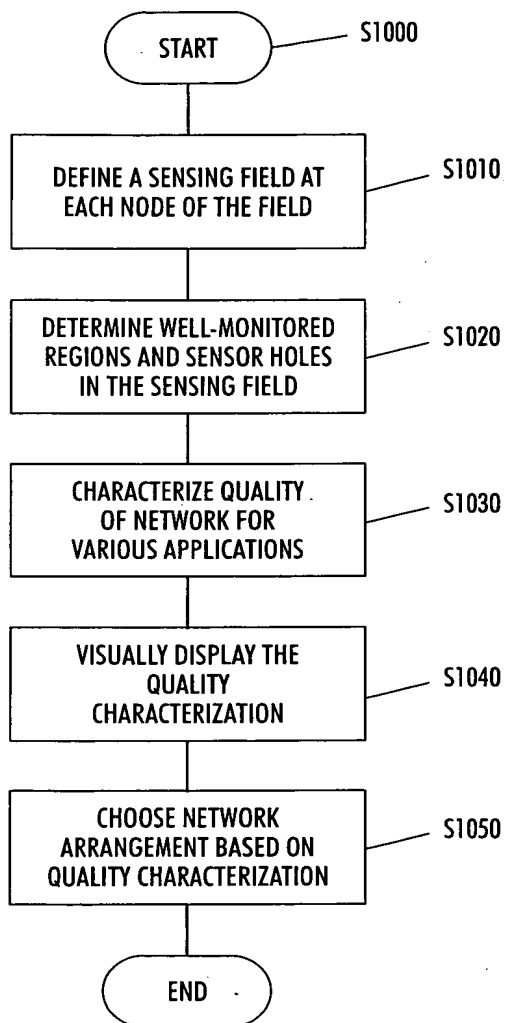 START
S1000
DEFINE A SENSING FIELD AT
EACH NODE OF THE FIELD
S1010
DETERMINE WELL-MONITORED
REGIONS AND SENSOR HOLES
IN THE SENSING FIELD
S1020
CHARACTERIZE QUALITY
OF NETWORK FOR
VARIOUS APPLICATIONS
S1030
VISUALLY DISPLAY THE
QUALITY
CHARACTERIZATION
S1040
CHOOSE NETWORK
ARRANGEMENT BASED ON
QUALITY CHARACTERIZATION
S1050
END